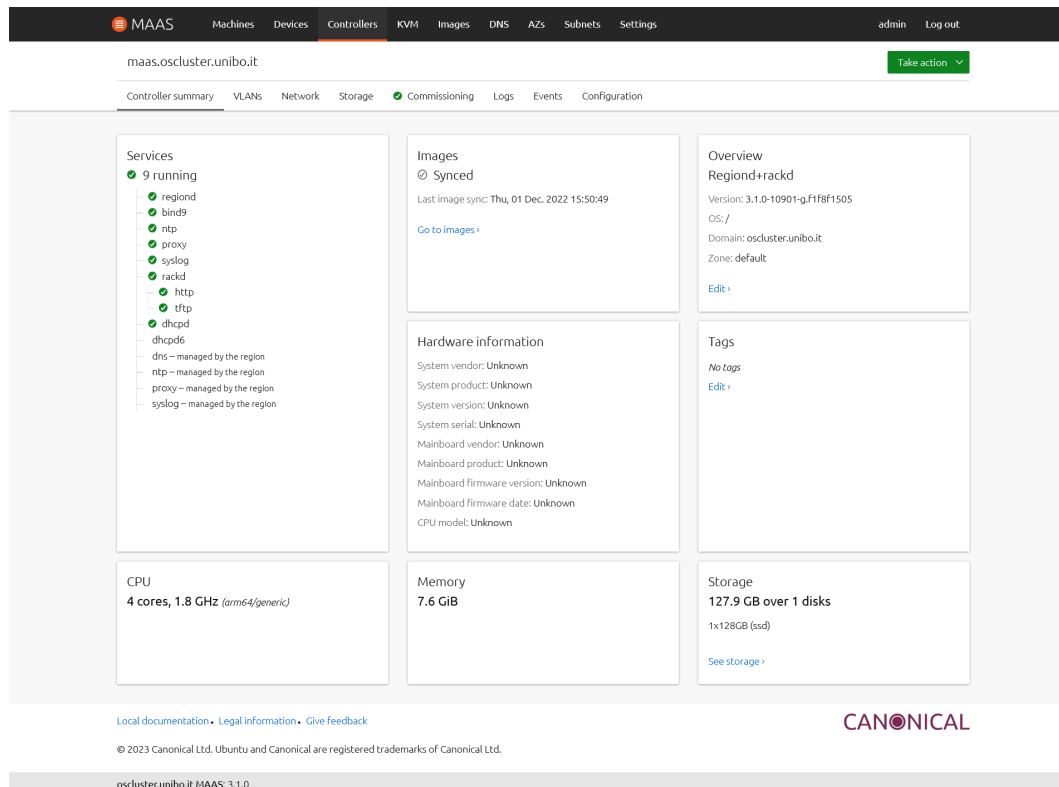 MAAS Machines Devices Controllers KVM Images DNS AZs Subnets Settings admin Log out
maas.oscluster.unibo.it Take action
Controller summary VLANs Network Storage Commissioning Logs Events Configuration
Services
9 running
regiond
bind9
ntp
proxy
syslog
rackd
http
tftp
dhcpd
dhcpd6
dns – managed by the region
ntp – managed by the region
proxy – managed by the region
syslog – managed by the region
Images
Synced
Last image sync: Thu, 01 Dec. 2022 15:50:49
Go to images ›
Overview
Regiond+rackd
Version: 3.1.0-10901-g.f1f8f1505
OS: /
Domain: oscluster.unibo.it
Zone: default
Edit ›
Hardware information
System vendor: Unknown
System product: Unknown
System version: Unknown
System serial: Unknown
Mainboard vendor: Unknown
Mainboard product: Unknown
Mainboard firmware version: Unknown
Mainboard firmware date: Unknown
CPU model: Unknown
Tags
No tags
Edit ›
CPU
4 cores, 1.8 GHz (arm64/generic)
Memory
7.6 GiB
Storage
127.9 GB over 1 disks
1x128GB (ssd)
See storage ›
Local documentation • Legal information • Give feedback
CANONICAL
© 2023 Canonical Ltd. Ubuntu and Canonical are registered trademarks of Canonical Ltd.
oscluster.unibo.it MAAS: 3.1.0